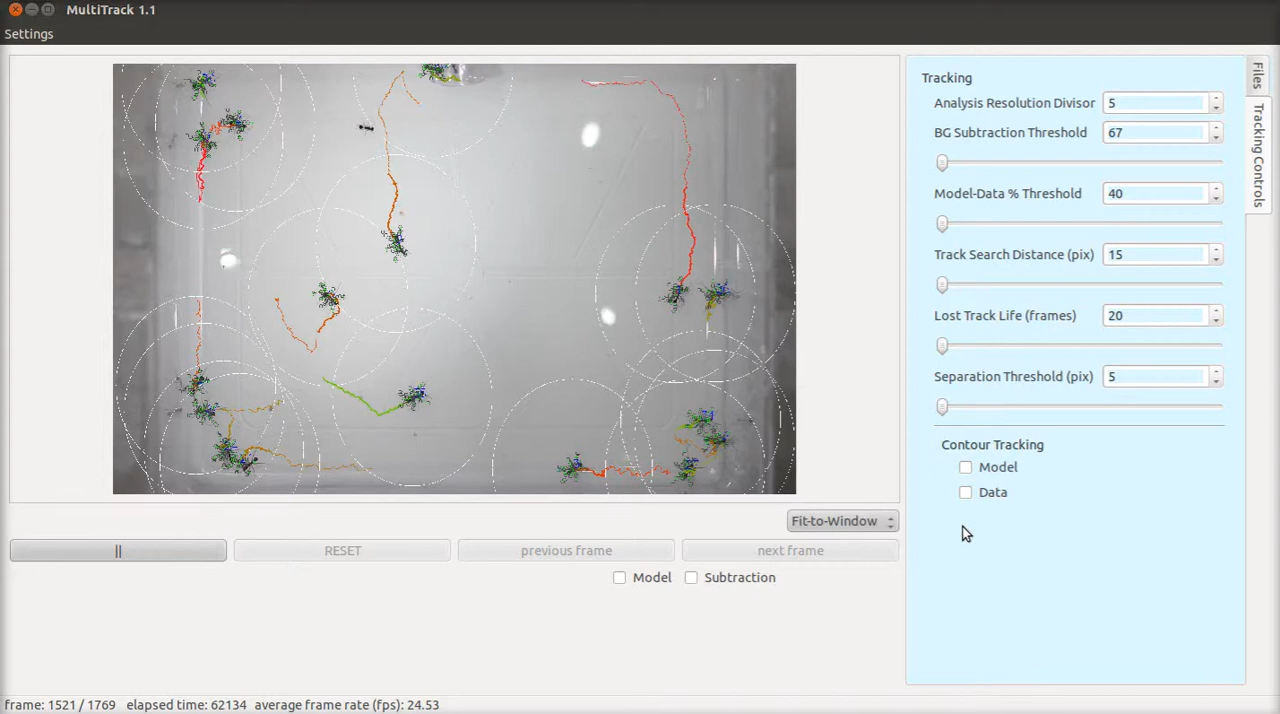 MultiTrack 1.1
Settings
Tracking
Analysis Resolution Divisor 5
BG Subtraction Threshold 67
Model-Data % Threshold 40
Track Search Distance (pix) 15
Lost Track Life (frames) 20
Separation Threshold (pix) 5
Contour Tracking
Model
Data
Files
Tracking Controls
Fit-to-Window
RESET previous frame next frame
Model Subtraction
frame: 1521 / 1769 elapsed time: 62134 average frame rate (fps): 24.53